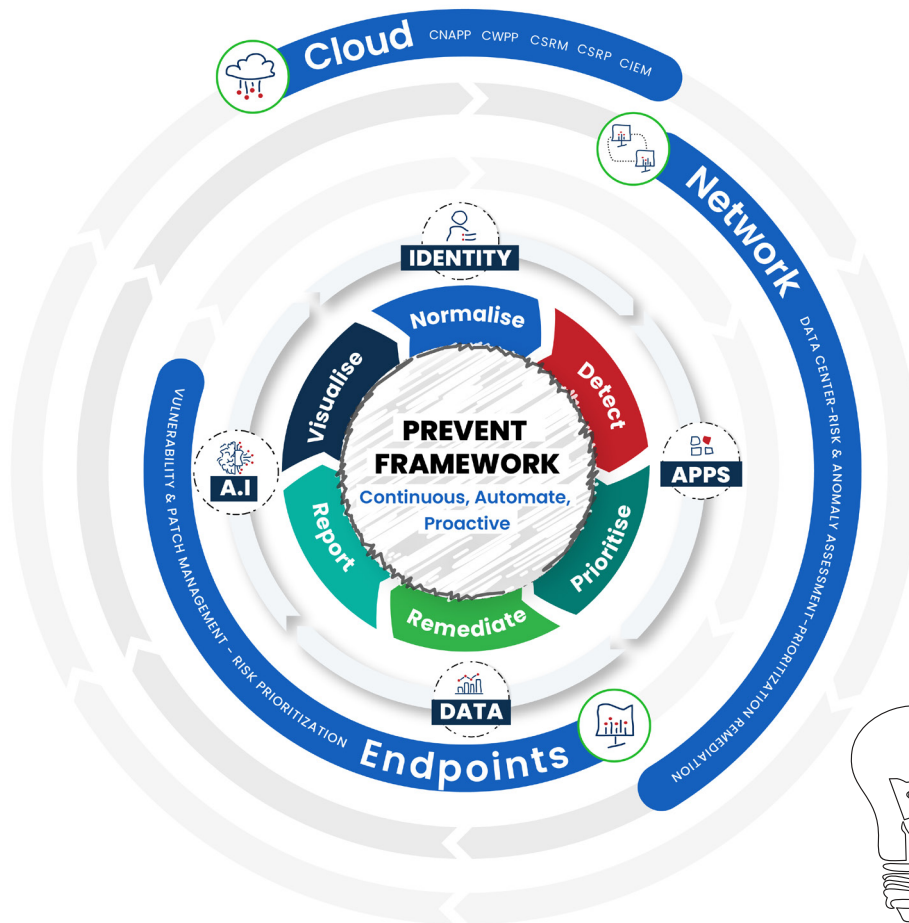 Cloud CNAPP CWPP CSRM CSRP CIEM
Network DATA CENTER-RISK & ANOMALY ASSESSMENT-PRIORITIZATION REMEDIATION
IDENTITY
Normalise
Detect
Visualise
PREVENT
FRAMEWORK
Continuous, Automate,
Proactive
APPS
A.I
Report
Prioritise
Remediate
DATA
VULNERABILITY & PATCH MANAGEMENT - RISK PRIORITIZATION Endpoints